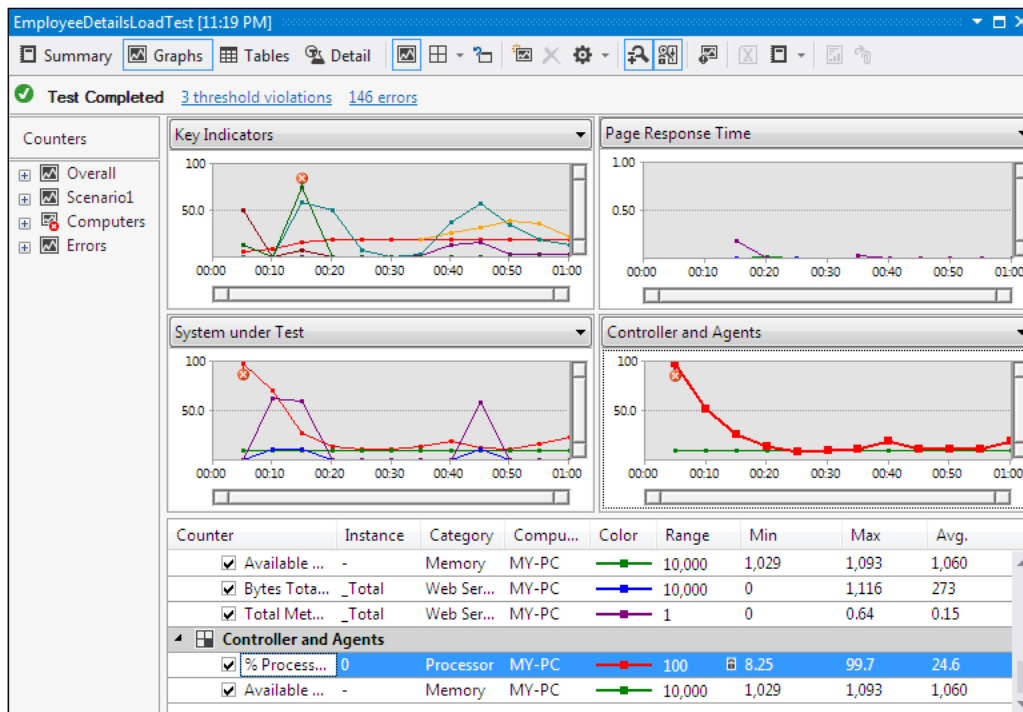 EmployeeDetailsLoadTest [11:19 PM]
Summary Graphs Tables Detail
Test Completed 3 threshold violations 146 errors
Counters
Overall
Scenario1
Computers
Errors
Key Indicators
100
50.0
00:00 00:10 00:20 00:30 00:40 00:50 01:00
Page Response Time
1.00
0.50
00:00 00:10 00:20 00:30 00:40 00:50 01:00
System under Test
100
50.0
00:00 00:10 00:20 00:30 00:40 00:50 01:00
Controller and Agents
100
50.0
00:00 00:10 00:20 00:30 00:40 00:50 01:00
Counter Instance Category Compu... Color Range Min Max Avg.
Available ... - Memory MY-PC 10,000 1,029 1,093 1,060
Bytes Tota... _Total Web Ser... MY-PC 10,000 0 1,116 273
Total Met... _Total Web Ser... MY-PC 1 0 0.64 0.15
Controller and Agents
% Process... 0 Processor MY-PC 100 8.25 99.7 24.6
Available ... - Memory MY-PC 10,000 1,029 1,093 1,060